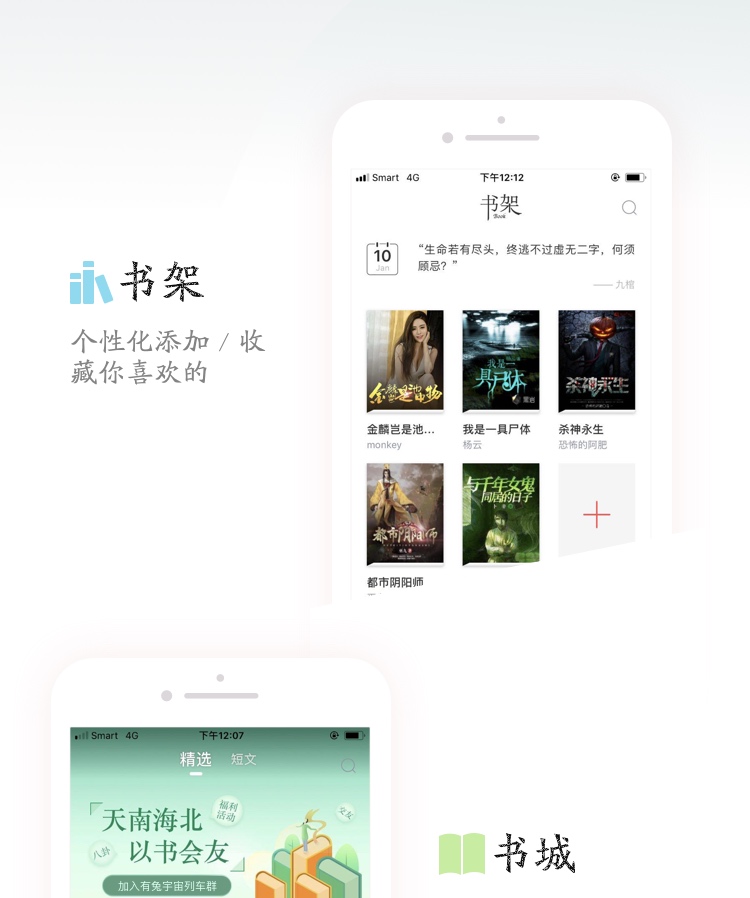 Smart 4G 下午12:12
书架
Book
10
Jan
“生命若有尽头，终逃不过虚无二字，何须
顾忌？”
—— 九棺
书架
个性化添加 / 收
藏你喜欢的
金麟岂是池中物
我是一
具尸体
杀神永生
金麟岂是池...
我是一具尸体
杀神永生
monkey
杨云
恐怖的阿肥
都市阴阳师
与千年女鬼
同居的日子
都市阴阳师
Smart 4G 下午12:07
精选 短文
天南海北
以书会友
福利
活动
交友
八卦
加入有兔宇宙列车群
书城